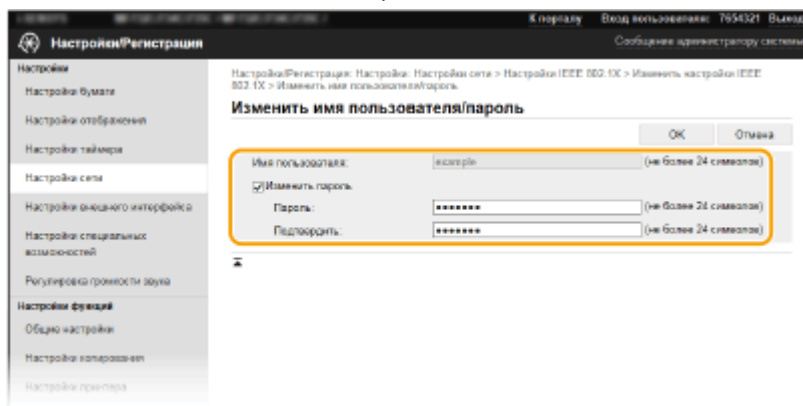 К порталу Вход пользователя: 7654321 Выход
Настройки/Регистрация
Сообщение администратору системы
Настройки
Настройки бумаги
Настройки отображения
Настройки таймера
Настройки сети
Настройки внешнего интерфейса
Настройки специальных
возможностей
Регулировка громкости звука
Настройки функций
Общие настройки
Настройки копирования
Настройки принтера
Настройки/Регистрация: Настройки: Настройки сети > Настройки IEEE 802.1X > Изменить настройки IEEE
802.1X > Изменить имя пользователя/пароль
Изменить имя пользователя/пароль
OK Отмена
Имя пользователя: example (не более 24 символов)
Изменить пароль
Пароль: ••••••• (не более 24 символов)
Подтвердить: ••••••• (не более 24 символов)